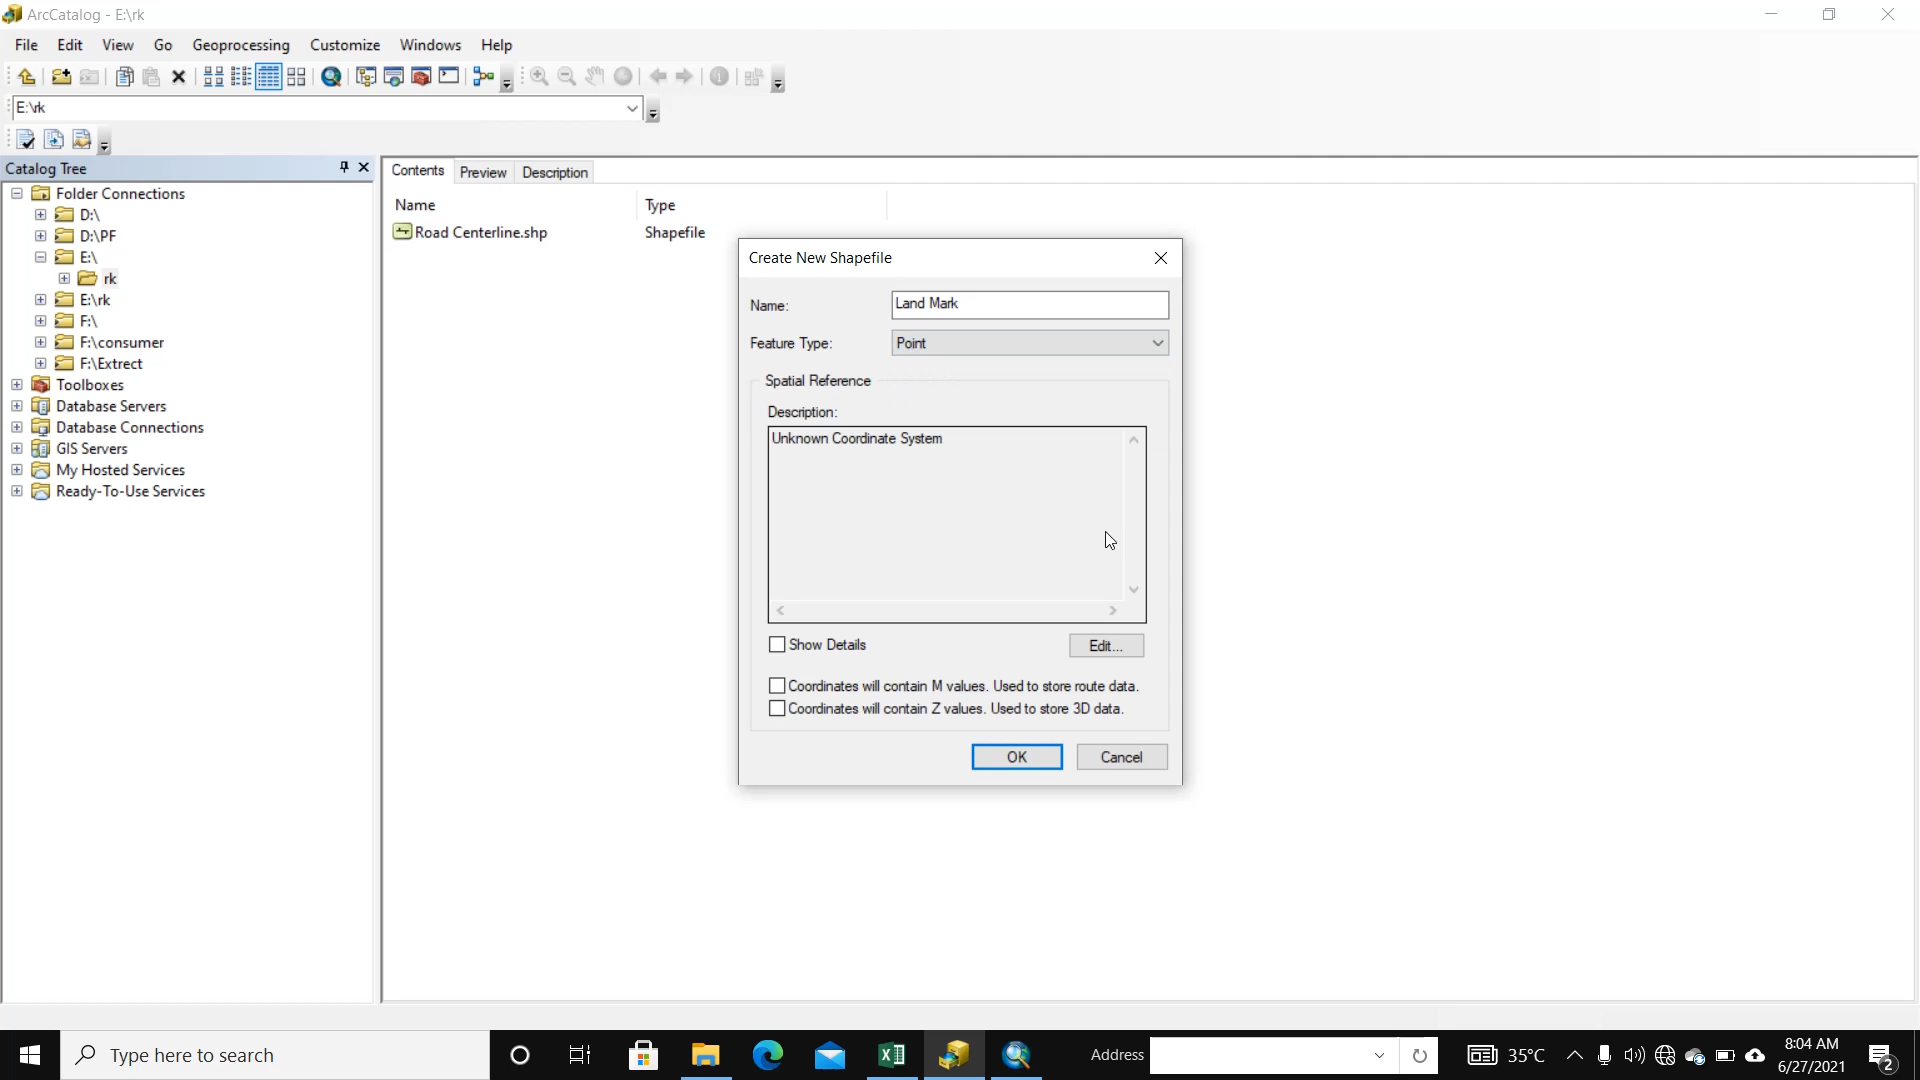 ArcCatalog - E:\rk
File Edit View Go Geoprocessing Customize Windows Help
E:\rk
Catalog Tree
Folder Connections
D:\
D:\PF
E:\
rk
E:\rk
F:\
F:\consumer
F:\Extrect
Toolboxes
Database Servers
Database Connections
GIS Servers
My Hosted Services
Ready-To-Use Services
Contents Preview Description
Name Type
Road Centerline.shp Shapefile
Create New Shapefile
Name: Land Mark
Feature Type: Point
Spatial Reference
Description:
Unknown Coordinate System
Show Details Edit...
Coordinates will contain M values. Used to store route data.
Coordinates will contain Z values. Used to store 3D data.
OK Cancel
Type here to search
Address
35°C
8:04 AM
6/27/2021
2